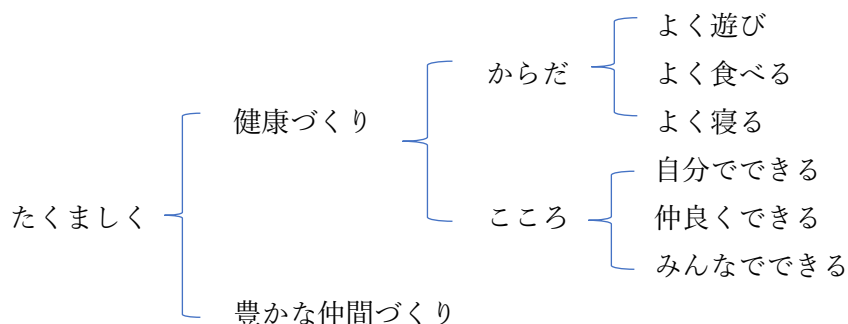 たくましく
健康づくり
からだ
よく遊び
よく食べる
よく寝る
こころ
自分でできる
仲良くできる
みんなでできる
豊かな仲間づくり